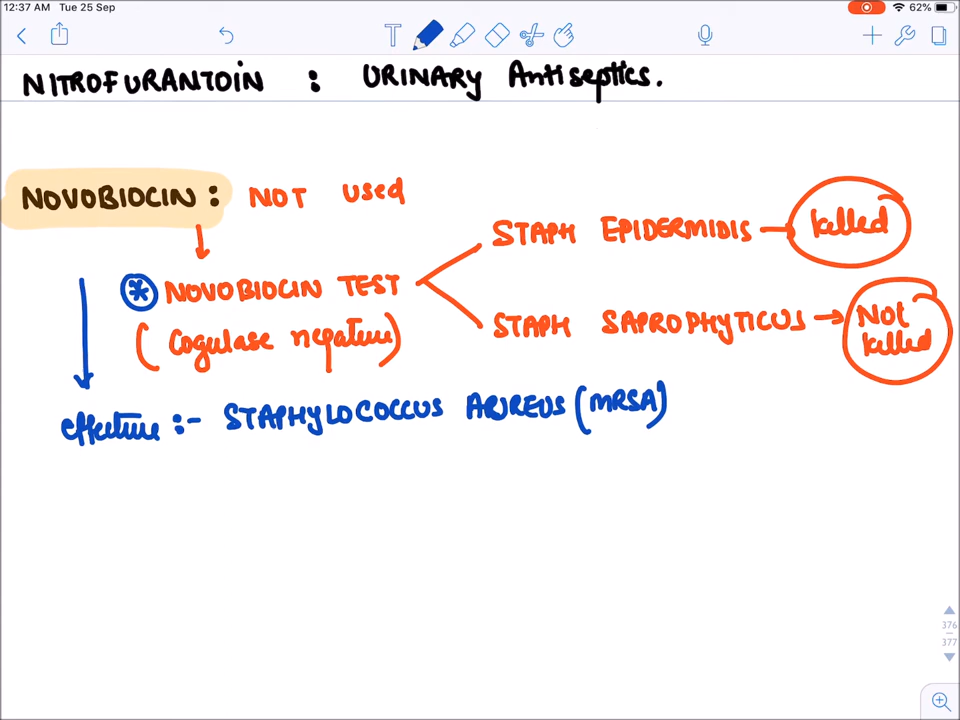 12:37 AM Tue 25 Sep
62%
T
NITROFURANTOIN : URINARY Antiseptics.
NOVOBIOCIN : NOT used
STAPH EPIDERMIDIS → killed
* NOVOBIOCIN TEST
STAPH SAPROPHYTICUS → Not killed
(Cogulase negative)
effective :- STAPHYLOCOCCUS AUREUS (MRSA)
376
377